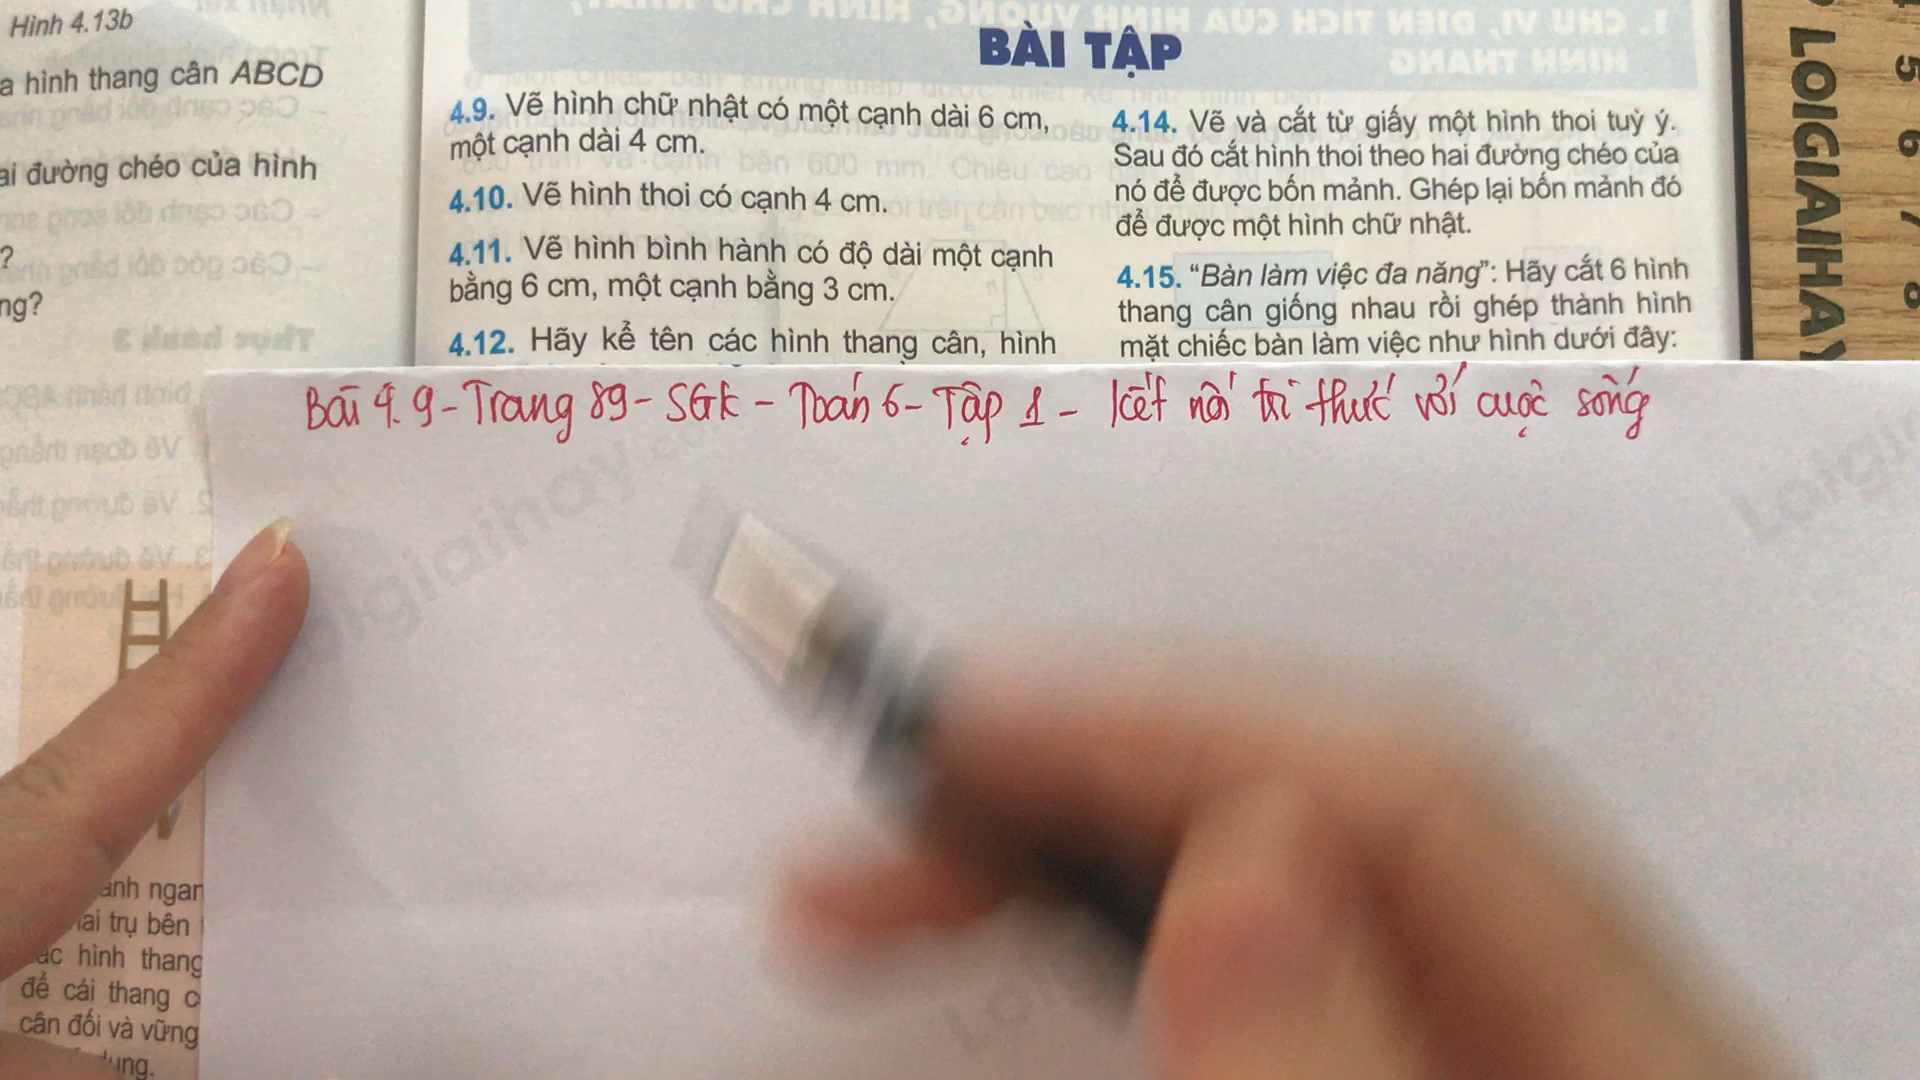 Hình 4.13b
a hình thang cân ABCD
ai đường chéo của hình
?
ng?
BÀI TẬP
4.9. Vẽ hình chữ nhật có một cạnh dài 6 cm,
một cạnh dài 4 cm.
4.10. Vẽ hình thoi có cạnh 4 cm.
4.11. Vẽ hình bình hành có độ dài một cạnh
bằng 6 cm, một cạnh bằng 3 cm.
4.12. Hãy kể tên các hình thang cân, hình
4.14. Vẽ và cắt từ giấy một hình thoi tuỳ ý.
Sau đó cắt hình thoi theo hai đường chéo của
nó để được bốn mảnh. Ghép lại bốn mảnh đó
để được một hình chữ nhật.
4.15. “Bàn làm việc đa năng”: Hãy cắt 6 hình
thang cân giống nhau rồi ghép thành hình
mặt chiếc bàn làm việc như hình dưới đây:
Bài 4.9 - Trang 89 - SGK - Toán 6 - Tập 1 - Kết nối tri thức với cuộc sống
anh ngan
ai trụ bên
ác hình thang
để cái thang c
cân đối và vững
ụng.
LOIGIAIHAY
5
6
7
8
Loigiaihay.com